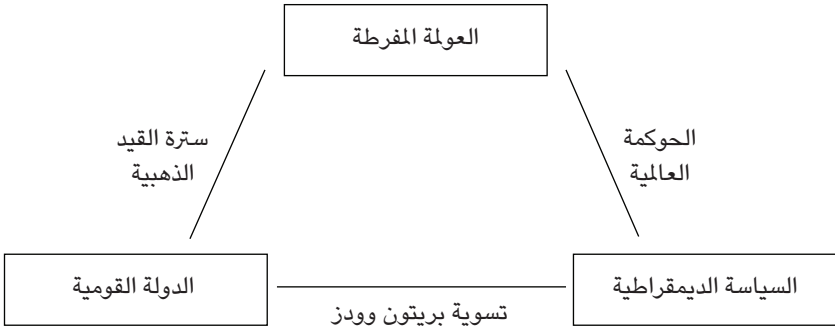 العولمة المفرطة
سترة القيد
الذهبية
الحوكمة
العالمية
الدولة القومية
السياسة الديمقراطية
تسوية بريتون وودز